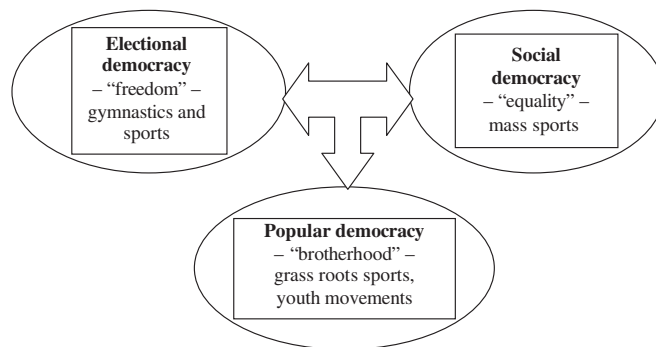 Electional
democracy
– “freedom” –
gymnastics and
sports
Social
democracy
– “equality” –
mass sports
Popular democracy
– “brotherhood” –
grass roots sports,
youth movements